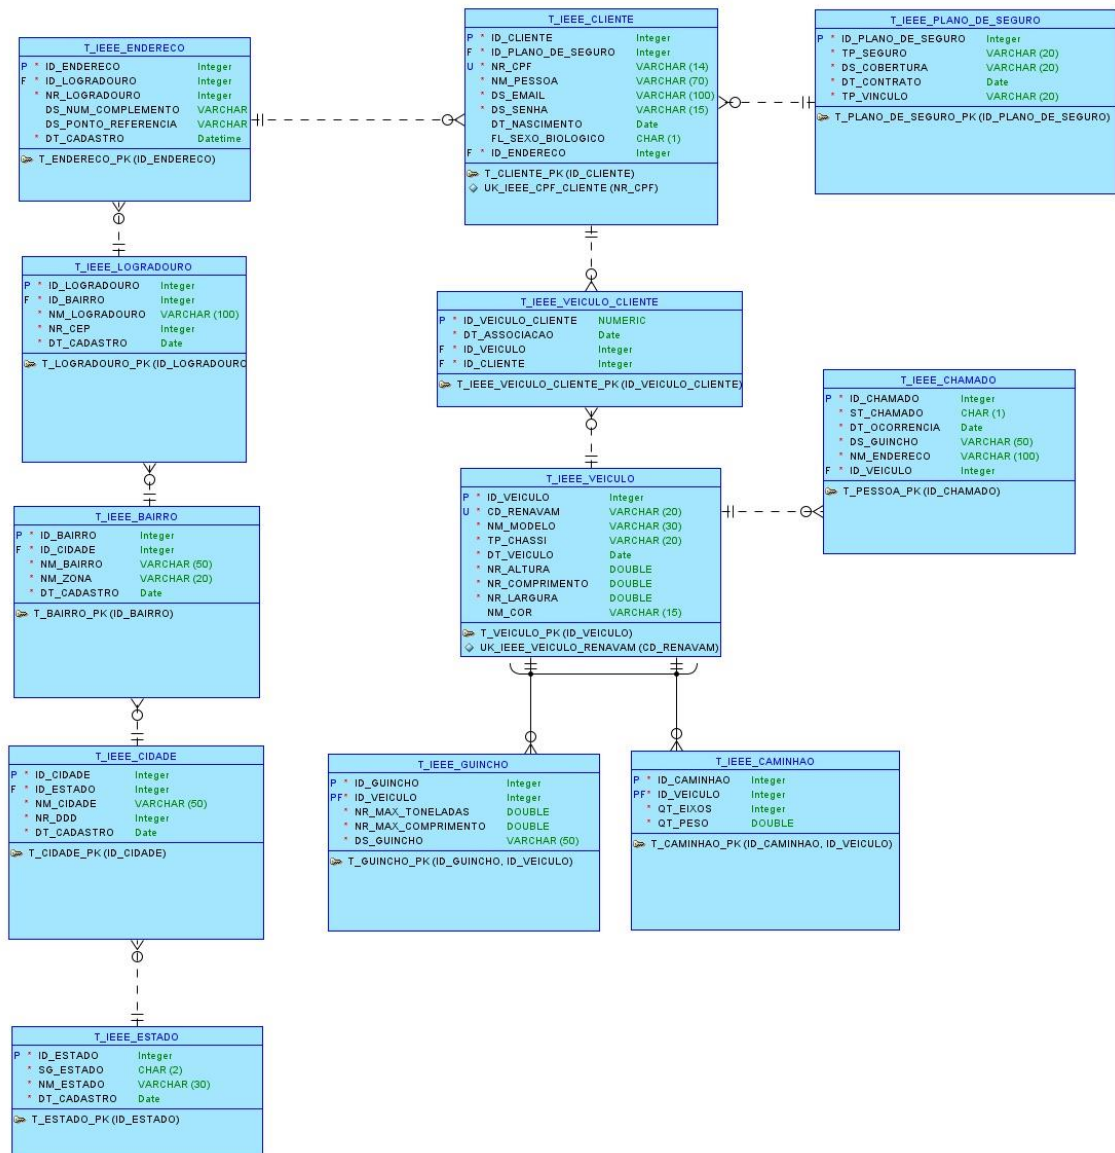 T_IEEE_ENDERECO
P * ID_ENDERECO Integer
F * ID_LOGRADOURO Integer
* NR_LOGRADOURO Integer
DS_NUM_COMPLEMENTO VARCHAR
DS_PONTO_REFERENCIA VARCHAR
* DT_CADASTRO Datetime
T_ENDERECO_PK (ID_ENDERECO)
T_IEEE_CLIENTE
P * ID_CLIENTE Integer
F * ID_PLANO_DE_SEGURO Integer
U * NR_CPF VARCHAR (14)
* NM_PESSOA VARCHAR (70)
* DS_EMAIL VARCHAR (100)
* DS_SENHA VARCHAR (15)
DT_NASCIMENTO Date
FL_SEXO_BIOLOGICO CHAR (1)
F * ID_ENDERECO Integer
T_CLIENTE_PK (ID_CLIENTE)
UK_IEEE_CPF_CLIENTE (NR_CPF)
T_IEEE_PLANO_DE_SEGURO
P * ID_PLANO_DE_SEGURO Integer
* TP_SEGURO VARCHAR (20)
* DS_COBERTURA VARCHAR (20)
* DT_CONTRATO Date
* TP_VINCULO VARCHAR (20)
T_PLANO_DE_SEGURO_PK (ID_PLANO_DE_SEGURO)
T_IEEE_LOGRADOURO
P * ID_LOGRADOURO Integer
F * ID_BAIRRO Integer
* NM_LOGRADOURO VARCHAR (100)
* NR_CEP Integer
* DT_CADASTRO Date
T_LOGRADOURO_PK (ID_LOGRADOURO
T_IEEE_VEICULO_CLIENTE
P * ID_VEICULO_CLIENTE NUMERIC
* DT_ASSOCIACAO Date
F * ID_VEICULO Integer
F * ID_CLIENTE Integer
T_IEEE_VEICULO_CLIENTE_PK (ID_VEICULO_CLIENTE)
T_IEEE_CHAMADO
P * ID_CHAMADO Integer
* ST_CHAMADO CHAR (1)
* DT_OCORRENCIA Date
* DS_GUINCHO VARCHAR (50)
* NM_ENDERECO VARCHAR (100)
F * ID_VEICULO Integer
T_PESSOA_PK (ID_CHAMADO)
T_IEEE_BAIRRO
P * ID_BAIRRO Integer
F * ID_CIDADE Integer
* NM_BAIRRO VARCHAR (50)
* NM_ZONA VARCHAR (20)
* DT_CADASTRO Date
T_BAIRRO_PK (ID_BAIRRO)
T_IEEE_VEICULO
P * ID_VEICULO Integer
U * CD_RENAVAM VARCHAR (20)
* NM_MODELO VARCHAR (30)
* TP_CHASSI VARCHAR (20)
* DT_VEICULO Date
* NR_ALTURA DOUBLE
* NR_COMPRIMENTO DOUBLE
* NR_LARGURA DOUBLE
NM_COR VARCHAR (15)
T_VEICULO_PK (ID_VEICULO)
UK_IEEE_VEICULO_RENAVAM (CD_RENAVAM)
T_IEEE_CIDADE
P * ID_CIDADE Integer
F * ID_ESTADO Integer
* NM_CIDADE VARCHAR (50)
* NR_DDD Integer
* DT_CADASTRO Date
T_CIDADE_PK (ID_CIDADE)
T_IEEE_GUINCHO
P * ID_GUINCHO Integer
PF * ID_VEICULO Integer
* NR_MAX_TONELADAS DOUBLE
* NR_MAX_COMPRIMENTO DOUBLE
* DS_GUINCHO VARCHAR (50)
T_GUINCHO_PK (ID_GUINCHO, ID_VEICULO)
T_IEEE_CAMINHAO
P * ID_CAMINHAO Integer
PF * ID_VEICULO Integer
* QT_EIXOS Integer
* QT_PESO DOUBLE
T_CAMINHAO_PK (ID_CAMINHAO, ID_VEICULO)
T_IEEE_ESTADO
P * ID_ESTADO Integer
* SG_ESTADO CHAR (2)
* NM_ESTADO VARCHAR (30)
* DT_CADASTRO Date
T_ESTADO_PK (ID_ESTADO)